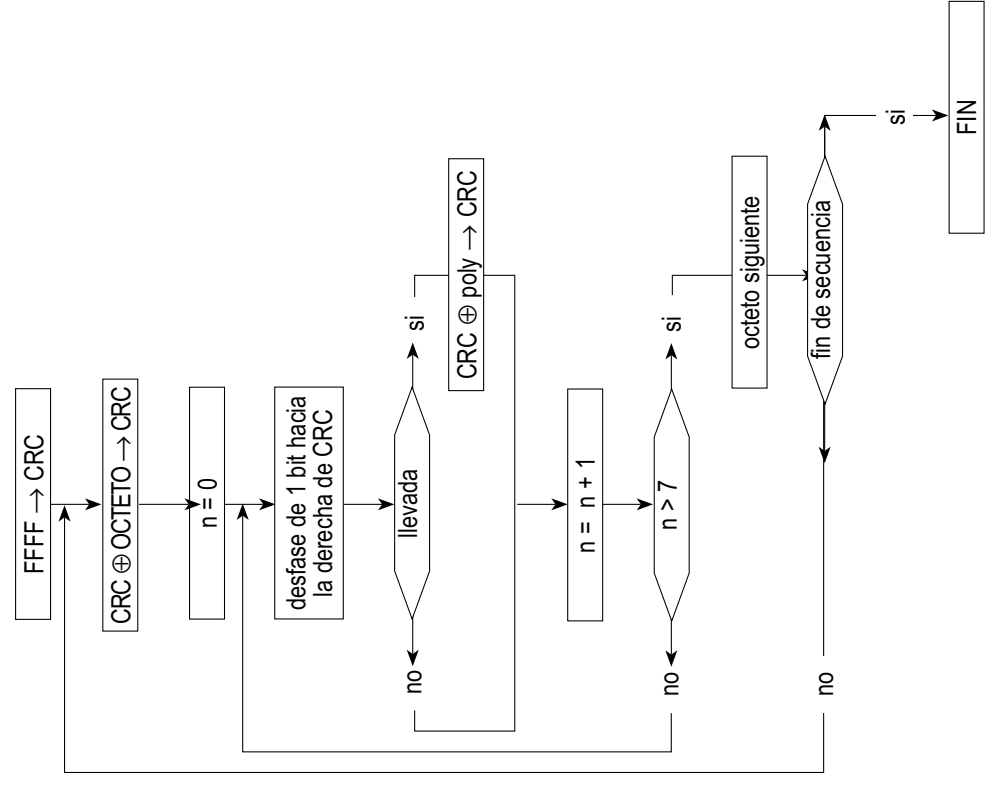 FFFF → CRC
CRC ⊕ OCTETO → CRC
n = 0
desfase de 1 bit hacia
la derecha de CRC
llevada
no
si
CRC ⊕ poly → CRC
n = n + 1
n > 7
no
si
octeto siguiente
fin de secuencia
no
si
FIN